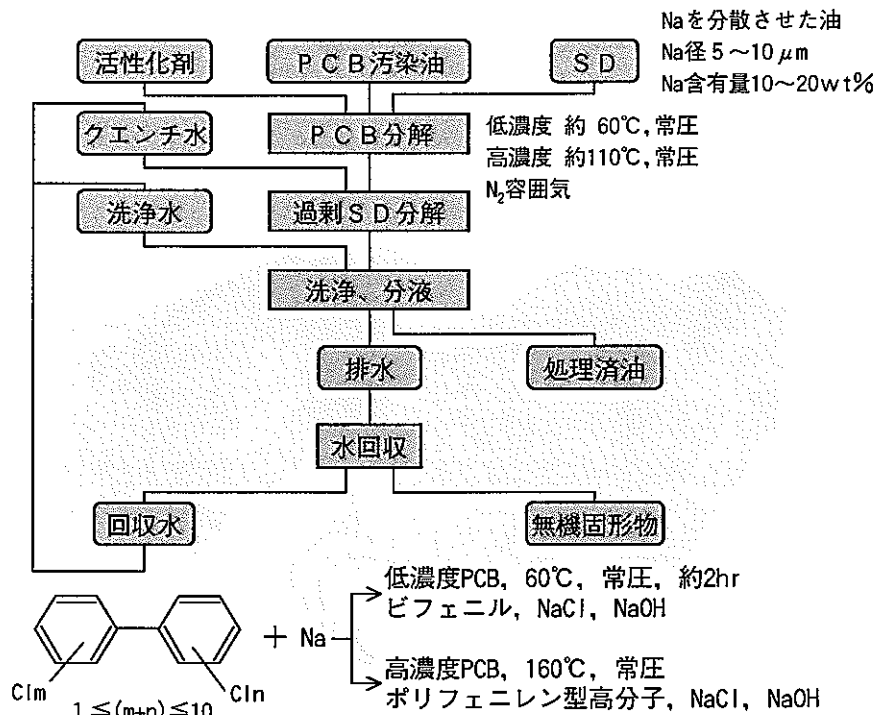 Naを分散させた油
Na径5～10μm
Na含有量10～20wt%
活性化剤
PCB汚染油
SD
クエンチ水
PCB分解
低濃度 約 60℃,常圧
高濃度 約110℃,常圧
N₂容囲気
洗浄水
過剰SD分解
洗浄、分液
排水
処理済油
水回収
回収水
無機固形物
低濃度PCB, 60℃, 常圧, 約2hr
ビフェニル, NaCl, NaOH
+ Na
高濃度PCB, 160℃, 常圧
ポリフェニレン型高分子, NaCl, NaOH
Clm
Cln
1≦(m+n)≦10